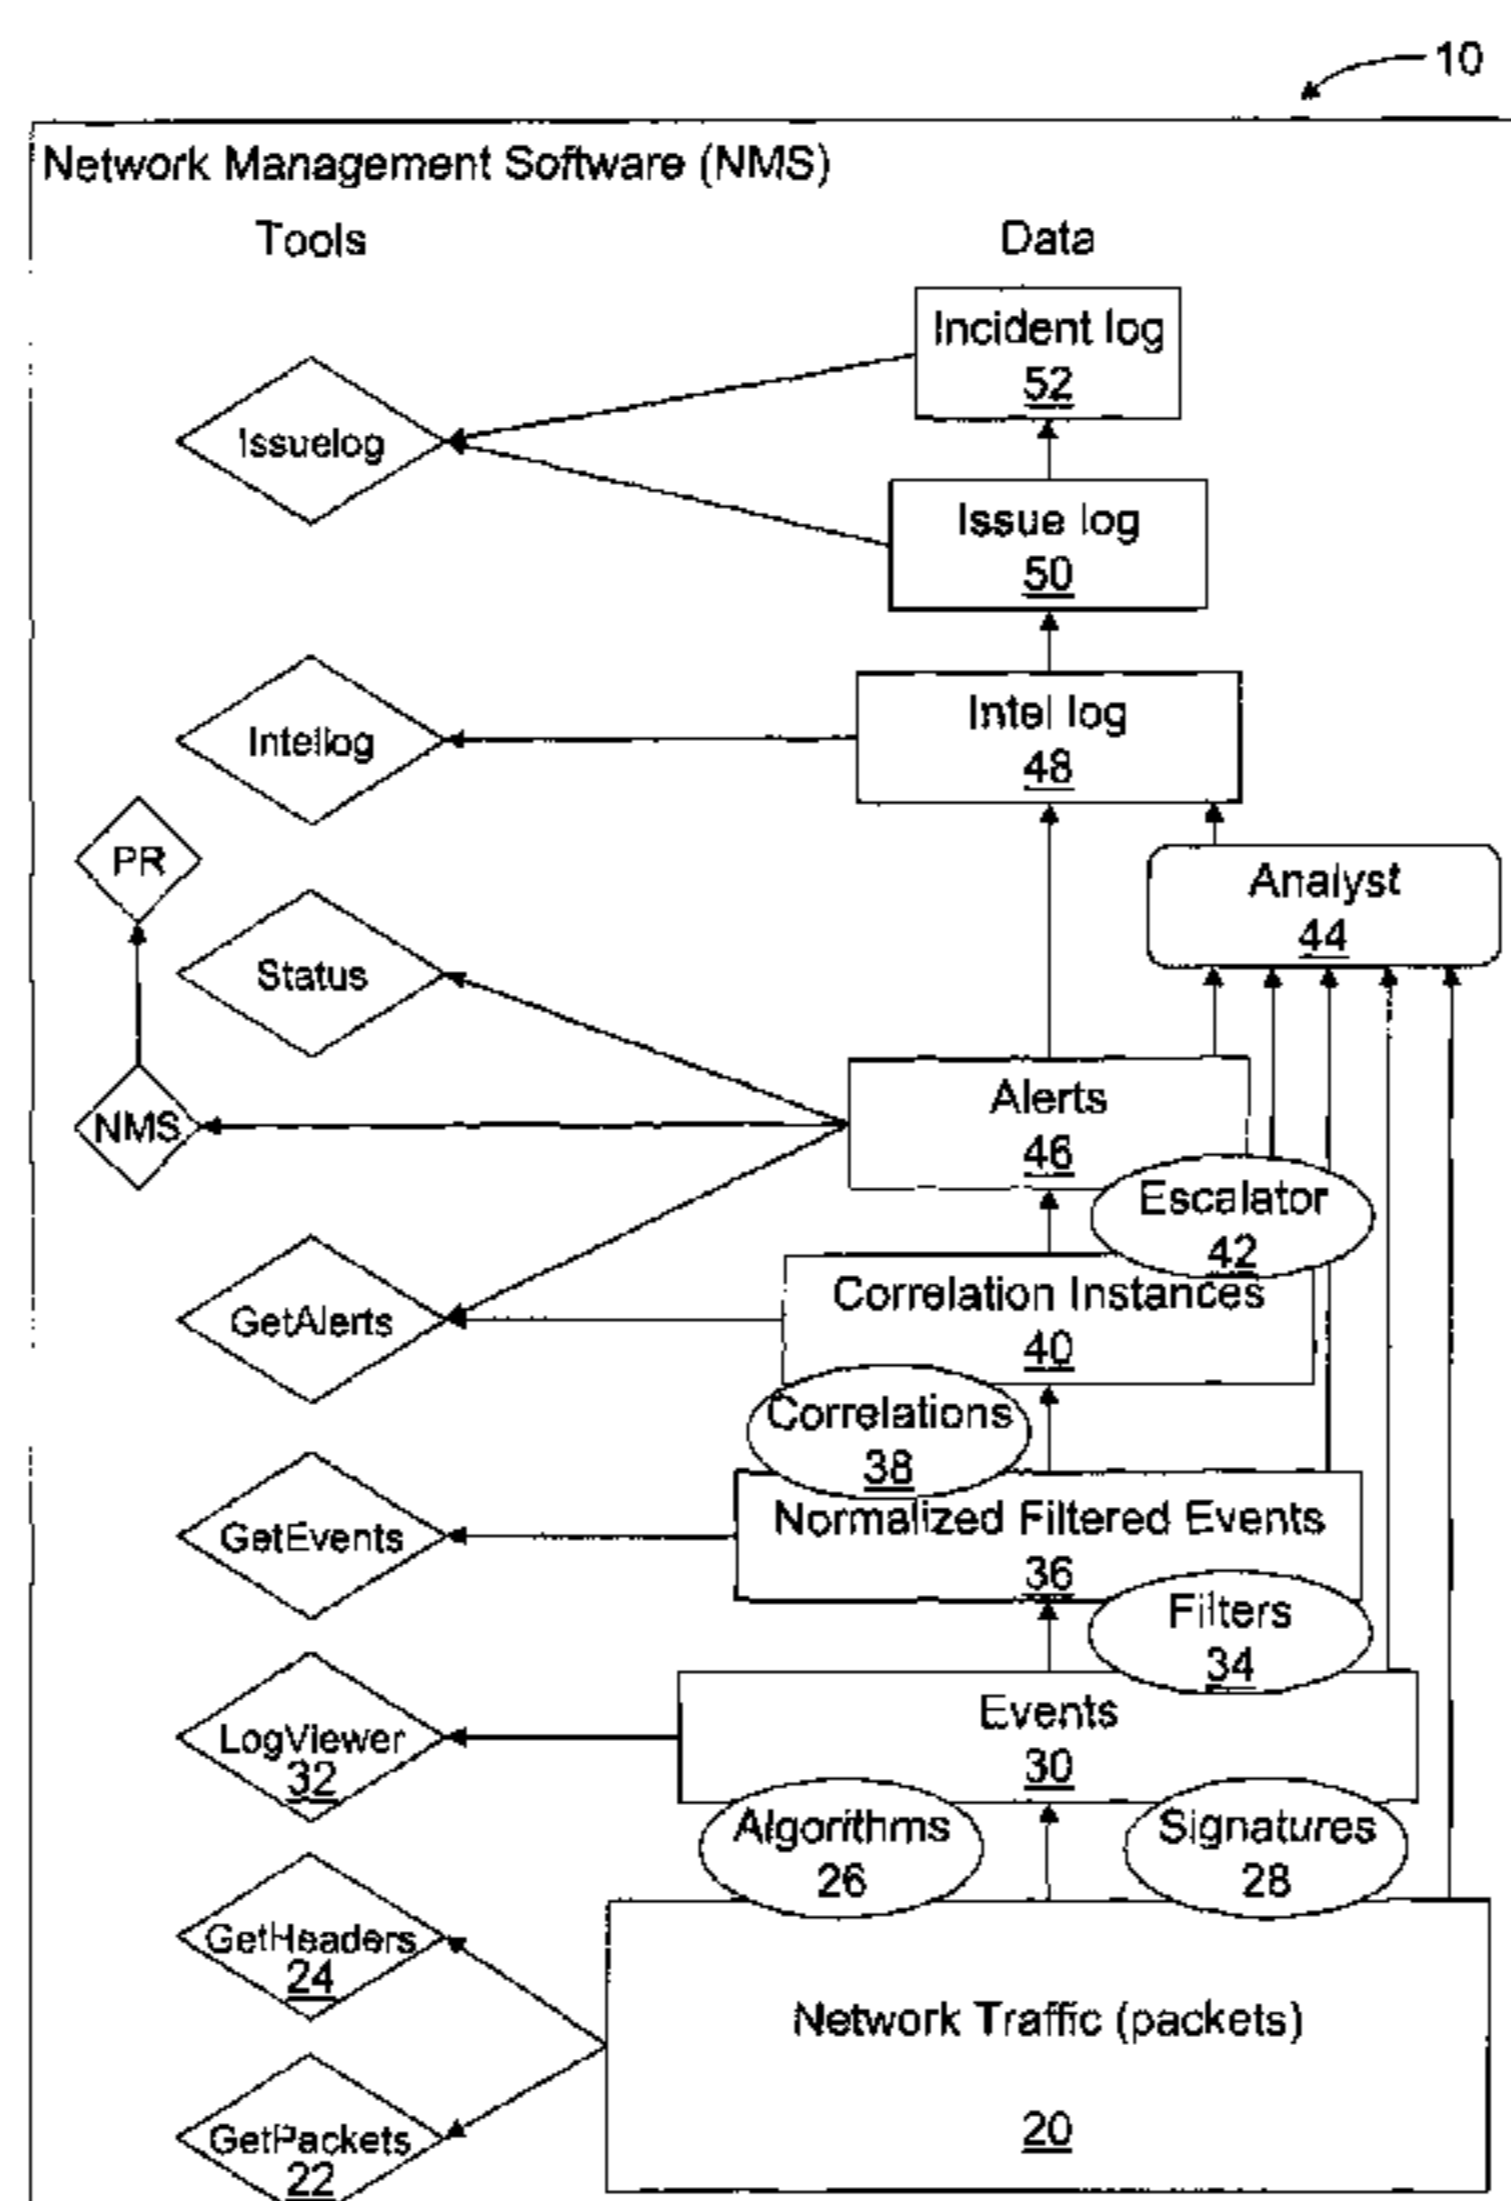 10
Network Management Software (NMS)
Tools
Data
Incident log
52
Issuelog
Issue log
50
Intel log
48
Intellog
PR
Analyst
44
Status
Alerts
46
NMS
Escalator
42
Correlation Instances
40
GetAlerts
Correlations
38
Normalized Filtered Events
36
GetEvents
Filters
34
Events
30
LogViewer
32
Algorithms
26
Signatures
28
GetHeaders
24
Network Traffic (packets)
20
GetPackets
22